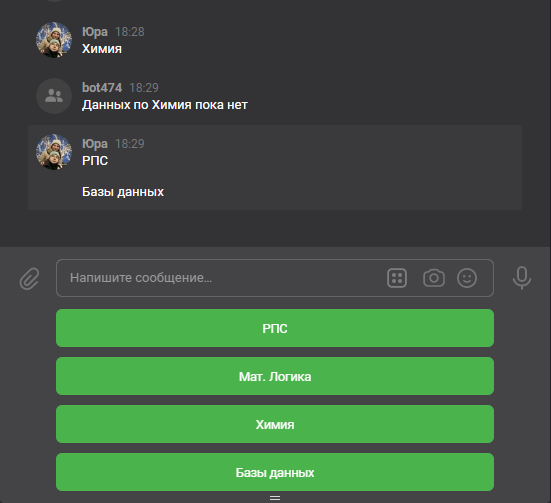 Юра 18:28
Химия
bot474 18:29
Данных по Химия пока нет
Юра 18:29
РПС
Базы данных
Напишите сообщение...
РПС
Мат. Логика
Химия
Базы данных